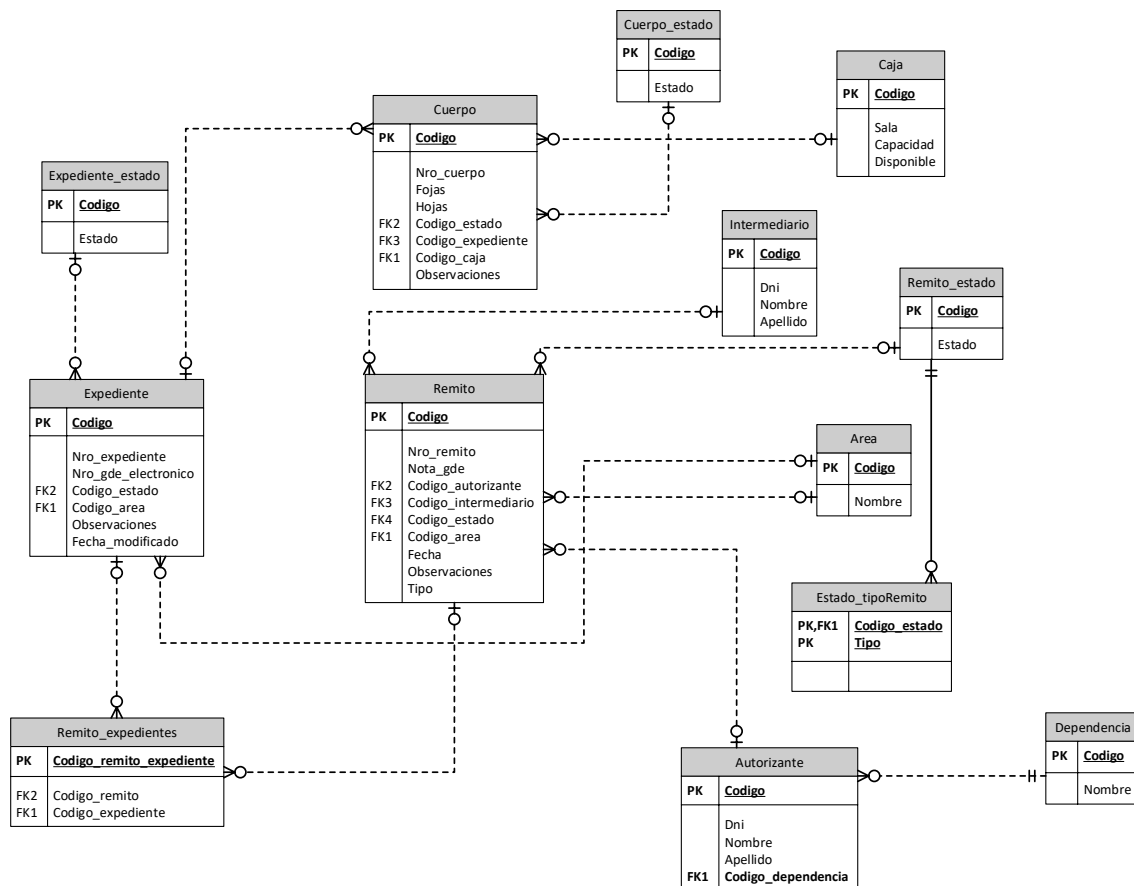 Cuerpo_estado
PK Codigo
Estado
Caja
PK Codigo
Sala
Capacidad
Disponible
Cuerpo
PK Codigo
Nro_cuerpo
Fojas
Hojas
FK2 Codigo_estado
FK3 Codigo_expediente
FK1 Codigo_caja
Observaciones
Expediente_estado
PK Codigo
Estado
Intermediario
PK Codigo
Dni
Nombre
Apellido
Remito_estado
PK Codigo
Estado
Expediente
PK Codigo
Nro_expediente
Nro_gde_electronico
FK2 Codigo_estado
FK1 Codigo_area
Observaciones
Fecha_modificado
Remito
PK Codigo
Nro_remito
Nota_gde
FK2 Codigo_autorizante
FK3 Codigo_intermediario
FK4 Codigo_estado
FK1 Codigo_area
Fecha
Observaciones
Tipo
Area
PK Codigo
Nombre
Estado_tipoRemito
PK,FK1 Codigo_estado
PK Tipo
Remito_expedientes
PK Codigo_remito_expediente
FK2 Codigo_remito
FK1 Codigo_expediente
Autorizante
PK Codigo
Dni
Nombre
Apellido
FK1 Codigo_dependencia
Dependencia
PK Codigo
Nombre